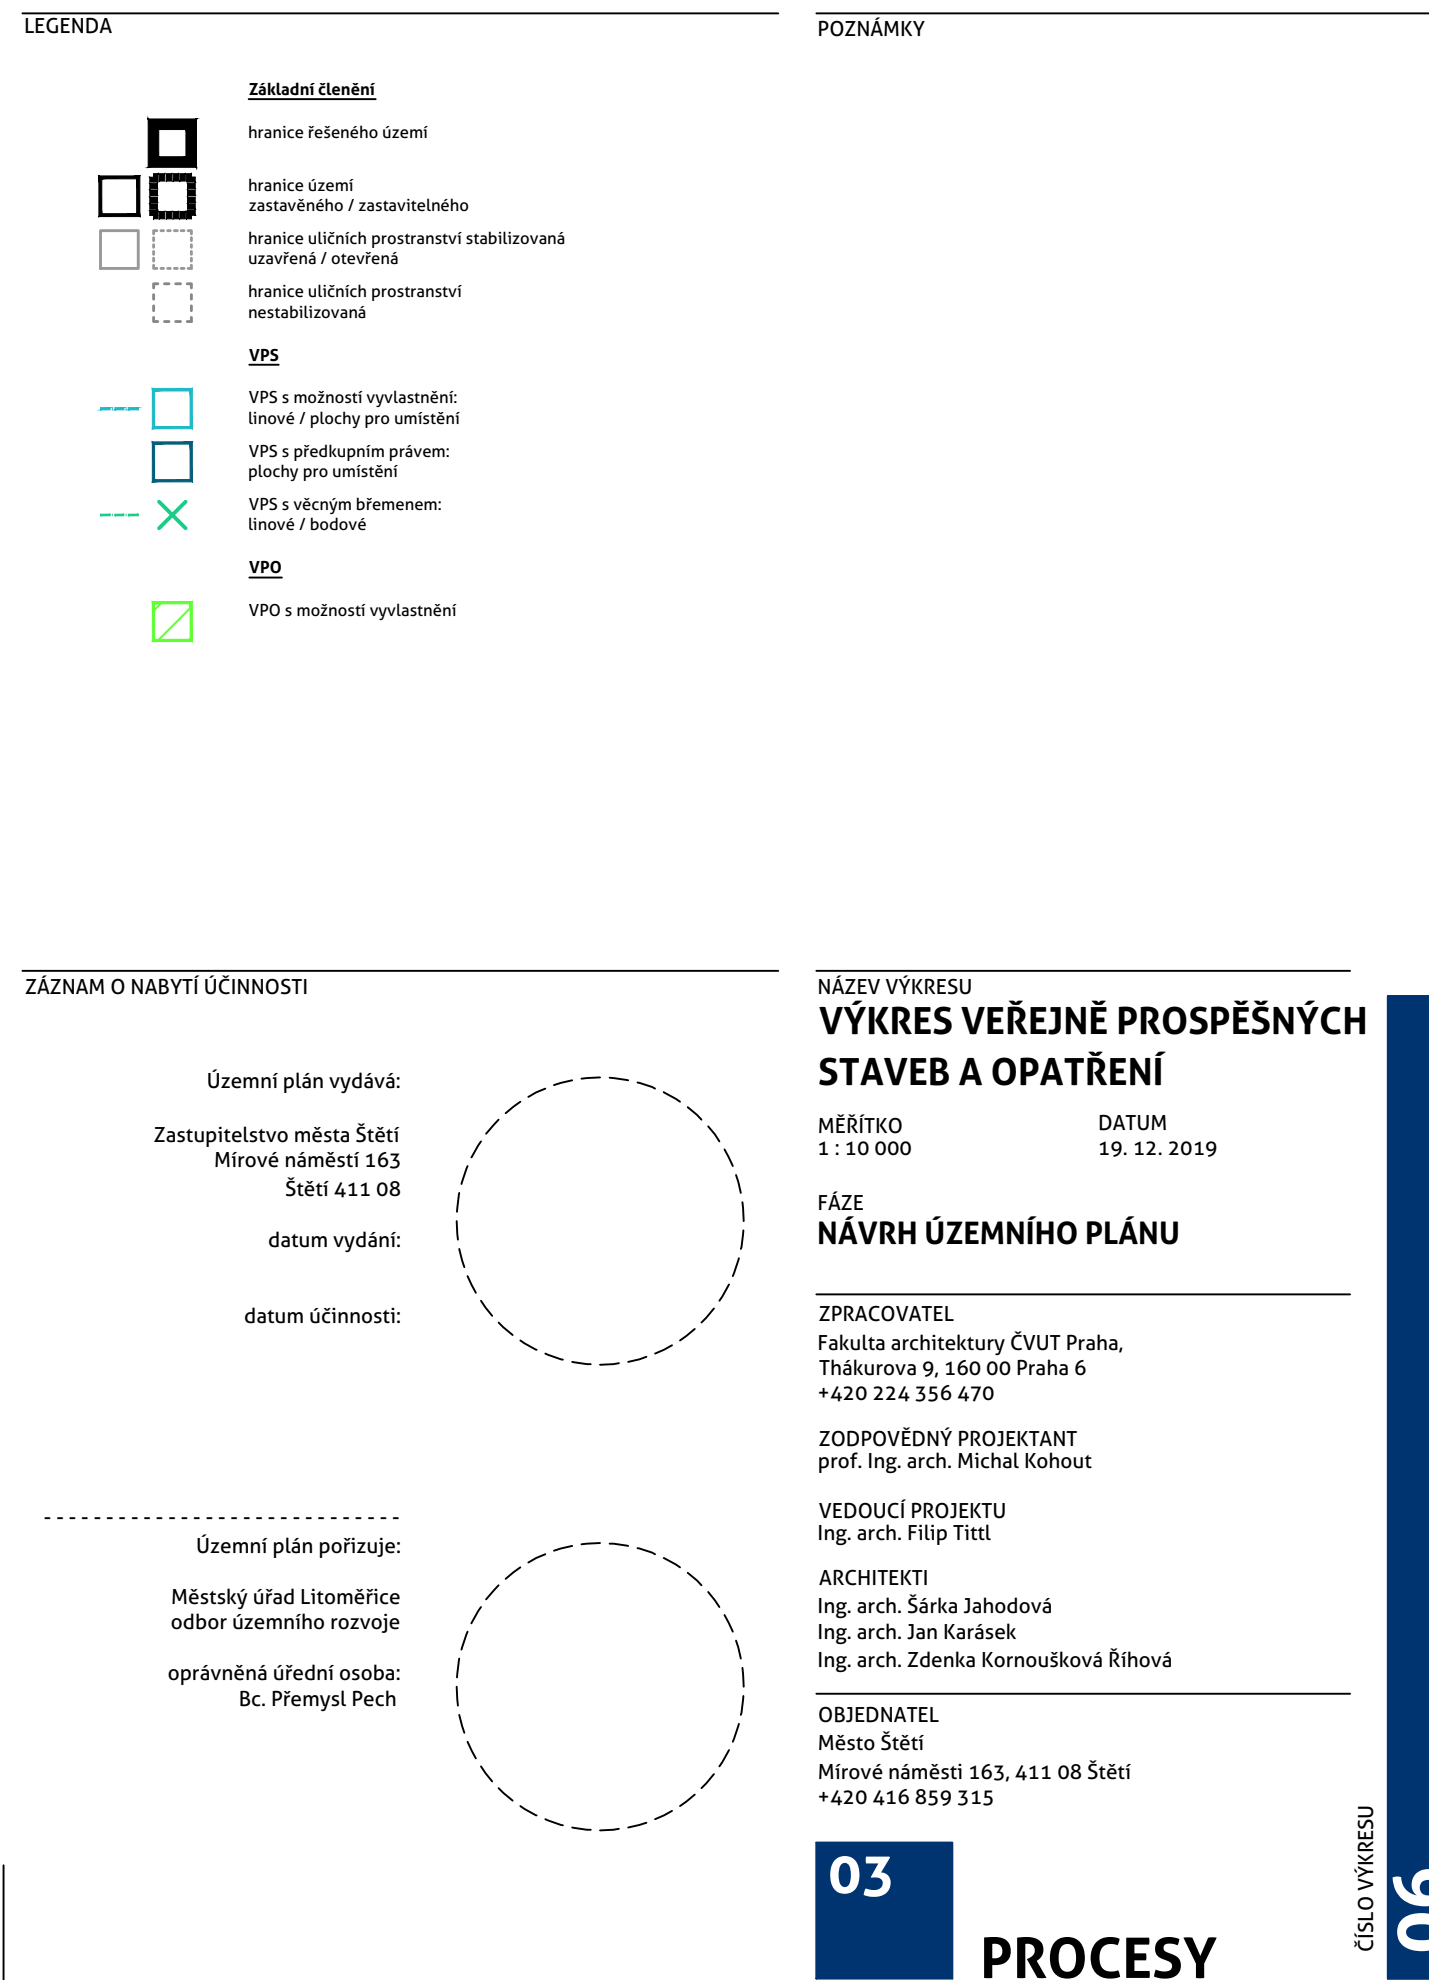 LEGENDA
Základní členění
hranice řešeného území
hranice území
zastavěného / zastavitelného
hranice uličních prostranství stabilizovaná
uzavřená / otevřená
hranice uličních prostranství
nestabilizovaná
VPS
VPS s možností vyvlastnění:
linové / plochy pro umístění
VPS s předkupním právem:
plochy pro umístění
VPS s věcným břemenem:
linové / bodové
VPO
VPO s možností vyvlastnění
POZNÁMKY
ZÁZNAM O NABYTÍ ÚČINNOSTI
Územní plán vydává:
Zastupitelstvo města Štětí
Mírové náměstí 163
Štětí 411 08
datum vydání:
datum účinnosti:
Územní plán pořizuje:
Městský úřad Litoměřice
odbor územního rozvoje
oprávněná úřední osoba:
Bc. Přemysl Pech
NÁZEV VÝKRESU
VÝKRES VEŘEJNĚ PROSPĚŠNÝCH
STAVEB A OPATŘENÍ
MĚŘÍTKO
1 : 10 000
DATUM
19. 12. 2019
FÁZE
NÁVRH ÚZEMNÍHO PLÁNU
ZPRACOVATEL
Fakulta architektury ČVUT Praha,
Thákurova 9, 160 00 Praha 6
+420 224 356 470
ZODPOVĚDNÝ PROJEKTANT
prof. Ing. arch. Michal Kohout
VEDOUCÍ PROJEKTU
Ing. arch. Filip Tittl
ARCHITEKTI
Ing. arch. Šárka Jahodová
Ing. arch. Jan Karásek
Ing. arch. Zdenka Kornoušková Říhová
OBJEDNATEL
Město Štětí
Mírové náměsti 163, 411 08 Štětí
+420 416 859 315
03
PROCESY
ČÍSLO VÝKRESU
06